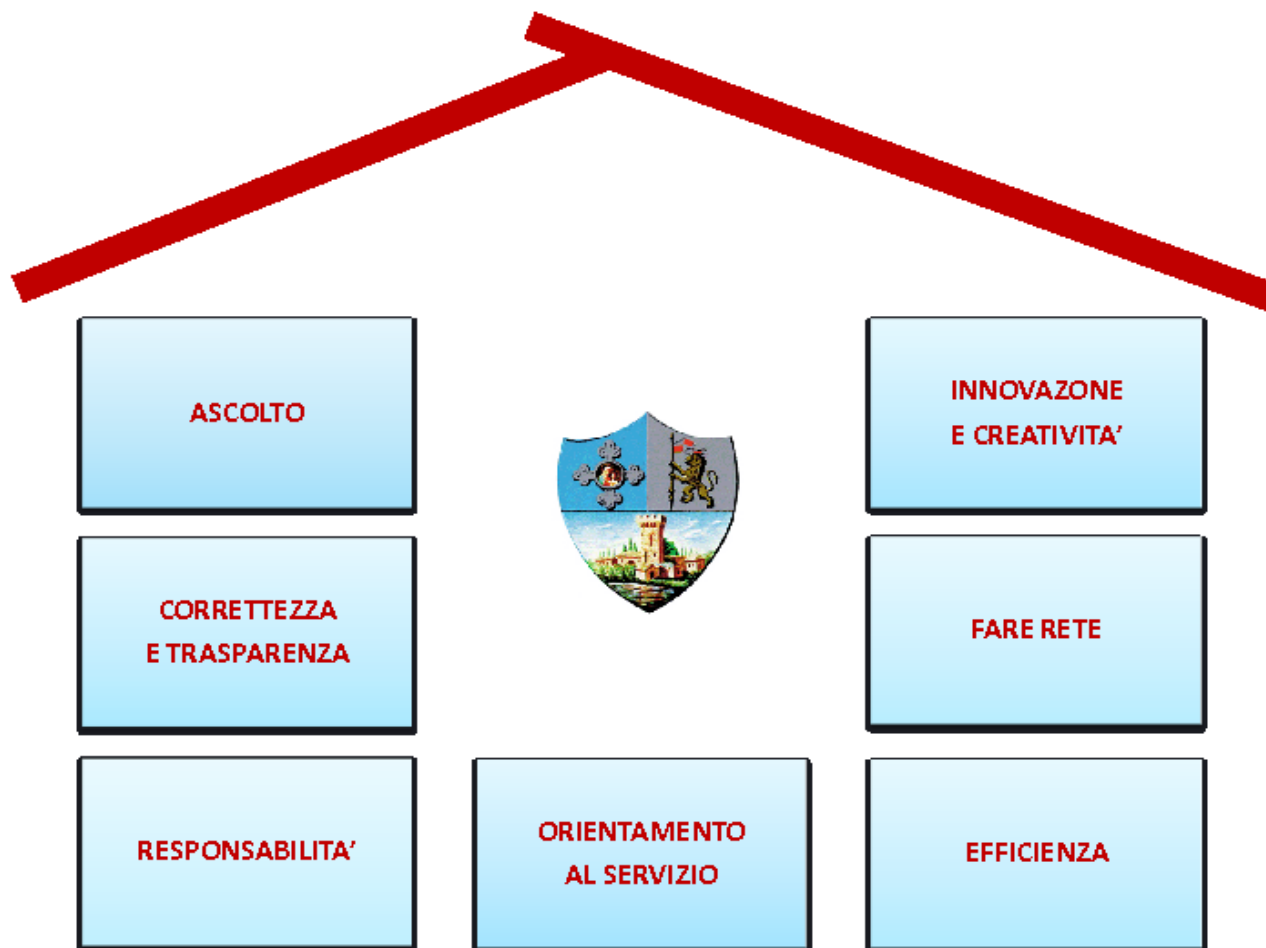 ASCOLTO
INNOVAZONE
E CREATIVITA’
CORRETTEZZA
E TRASPARENZA
FARE RETE
RESPONSABILITA’
ORIENTAMENTO
AL SERVIZIO
EFFICIENZA